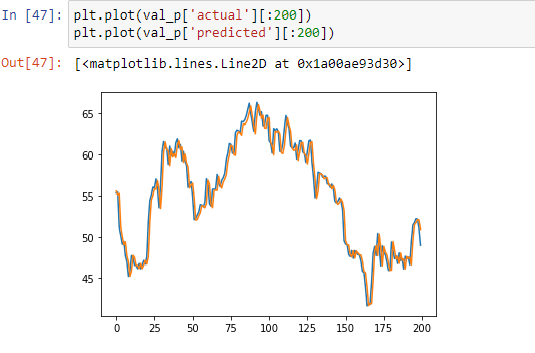 In [47]: plt.plot(val_p['actual'][:200])
plt.plot(val_p['predicted'][:200])
Out[47]: [<matplotlib.lines.Line2D at 0x1a00ae93d30>]
65
60
55
50
45
0 25 50 75 100 125 150 175 200